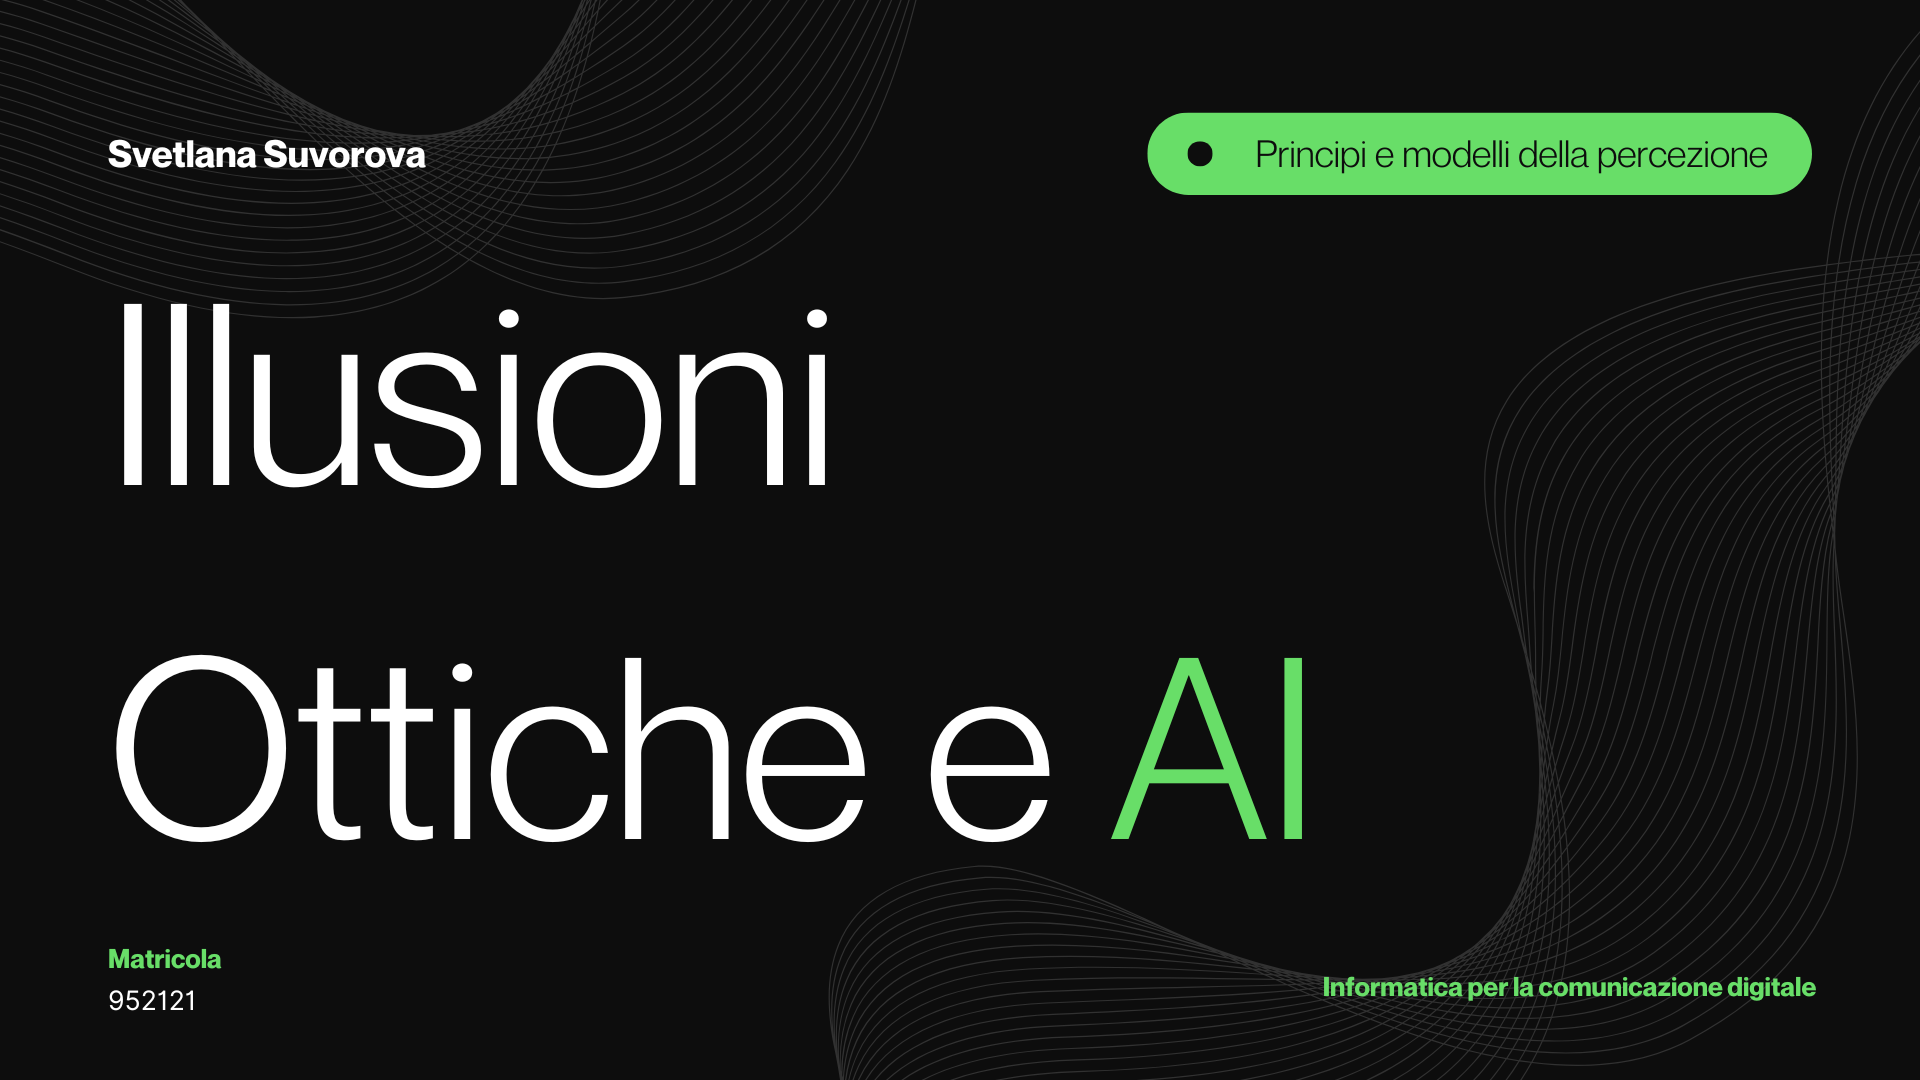 Svetlana Suvorova
Principi e modelli della percezione
Illusioni
Ottiche e AI
Matricola
952121
Informatica per la comunicazione digitale